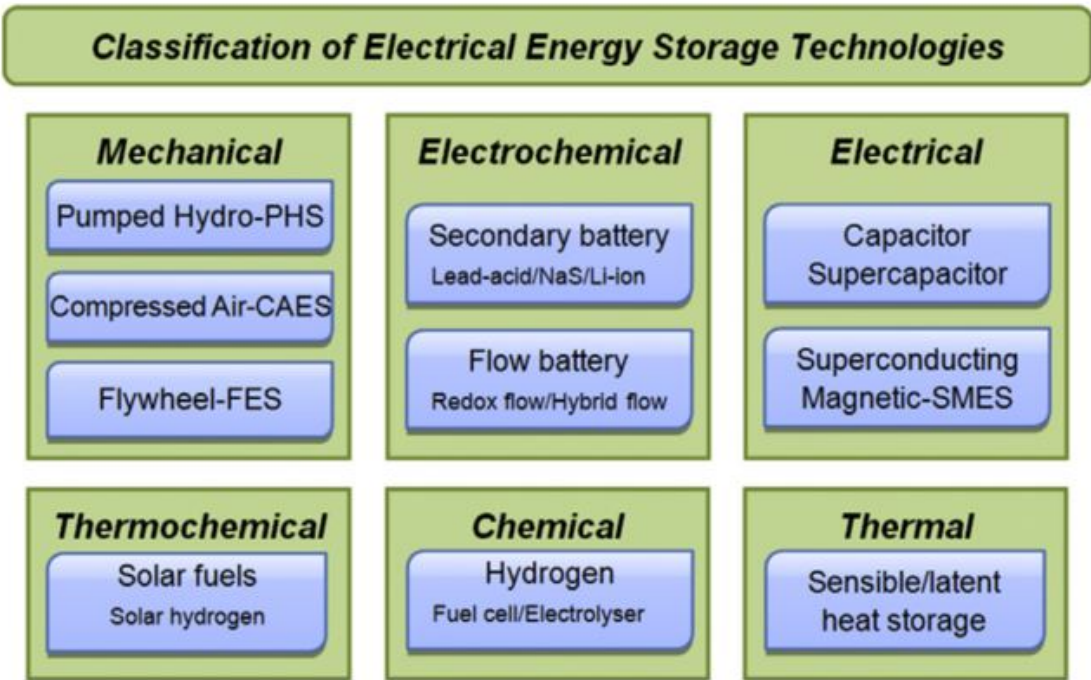 Classification of Electrical Energy Storage Technologies
Mechanical
Pumped Hydro-PHS
Compressed Air-CAES
Flywheel-FES
Electrochemical
Secondary battery
Lead-acid/NaS/Li-ion
Flow battery
Redox flow/Hybrid flow
Electrical
Capacitor
Supercapacitor
Superconducting
Magnetic-SMES
Thermochemical
Solar fuels
Solar hydrogen
Chemical
Hydrogen
Fuel cell/Electrolyser
Thermal
Sensible/latent
heat storage